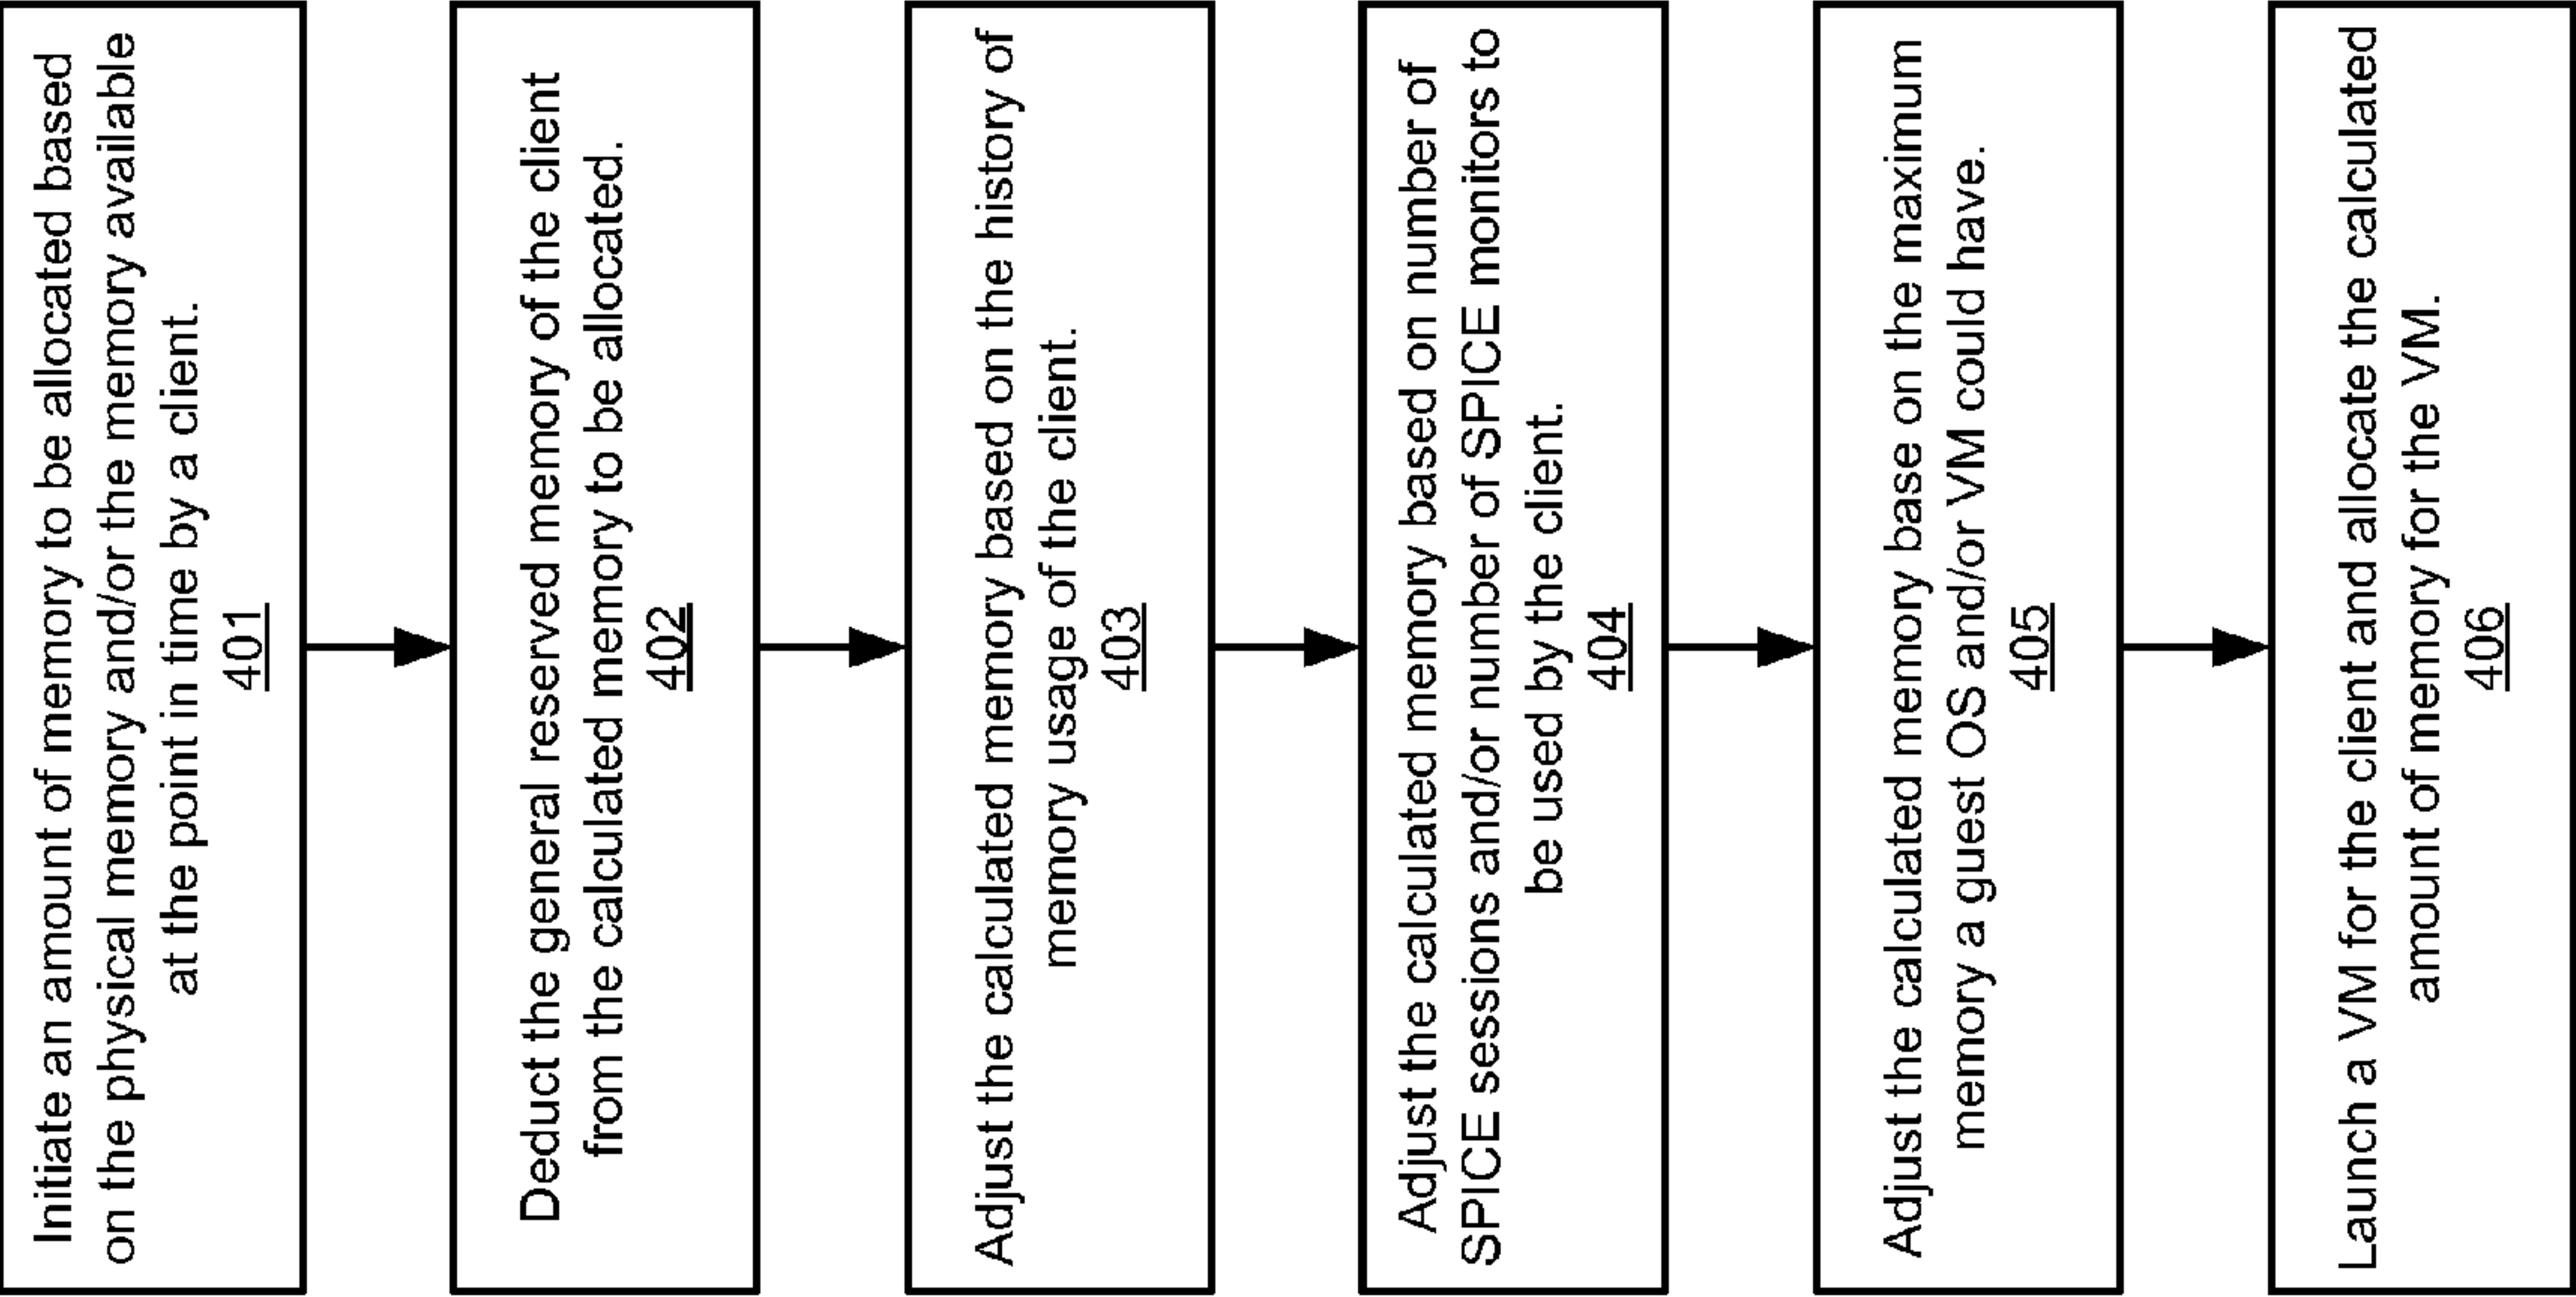 Initiate an amount of memory to be allocated based
on the physical memory and/or the memory available
at the point in time by a client.
401
Deduct the general reserved memory of the client
from the calculated memory to be allocated.
402
Adjust the calculated memory based on the history of
memory usage of the client.
403
Adjust the calculated memory based on number of
SPICE sessions and/or number of SPICE monitors to
be used by the client.
404
Adjust the calculated memory base on the maximum
memory a guest OS and/or VM could have.
405
Launch a VM for the client and allocate the calculated
amount of memory for the VM.
406